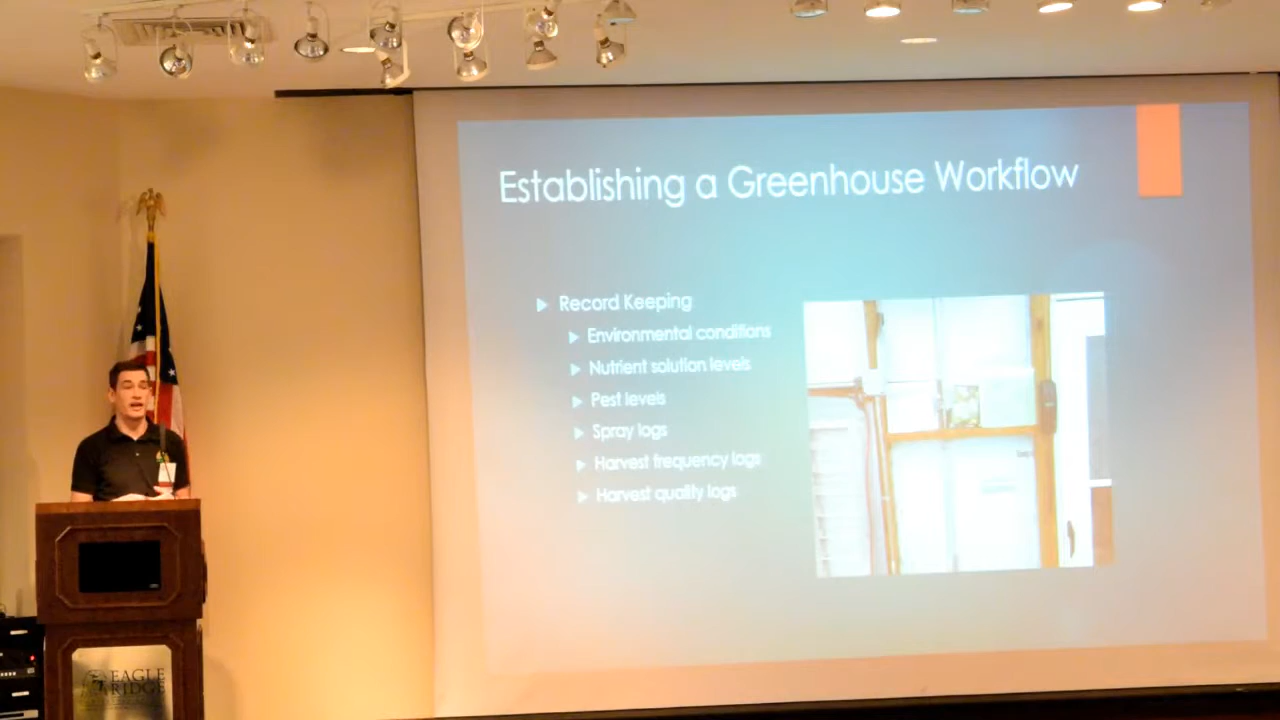 Establishing a Greenhouse Workflow
Record Keeping
Environmental conditions
Nutrient solution levels
Pest levels
Spray logs
Harvest frequency logs
Harvest quality logs
EAGLE
RIDGE